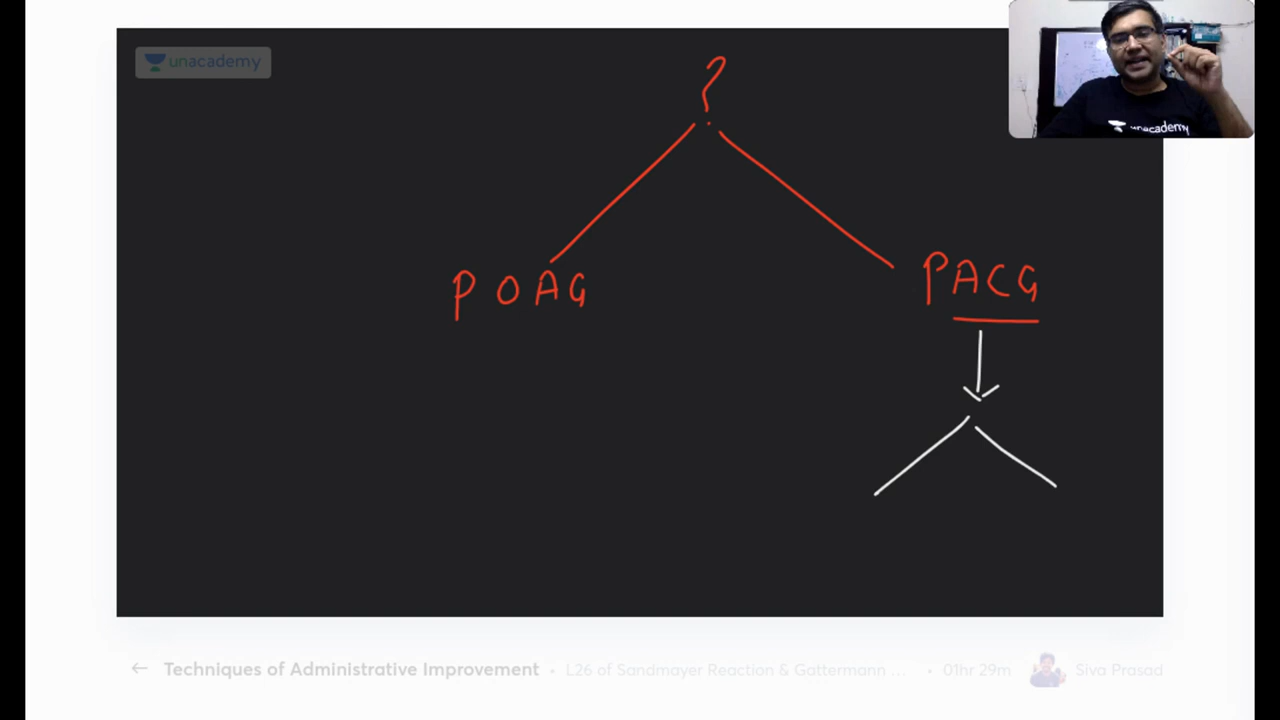 unacademy
?
unacademy
POAG
PACG
← Techniques of Administrative Improvement • L26 of Sandmayer Reaction & Gattermann ... • 01hr 29m Siva Prasad